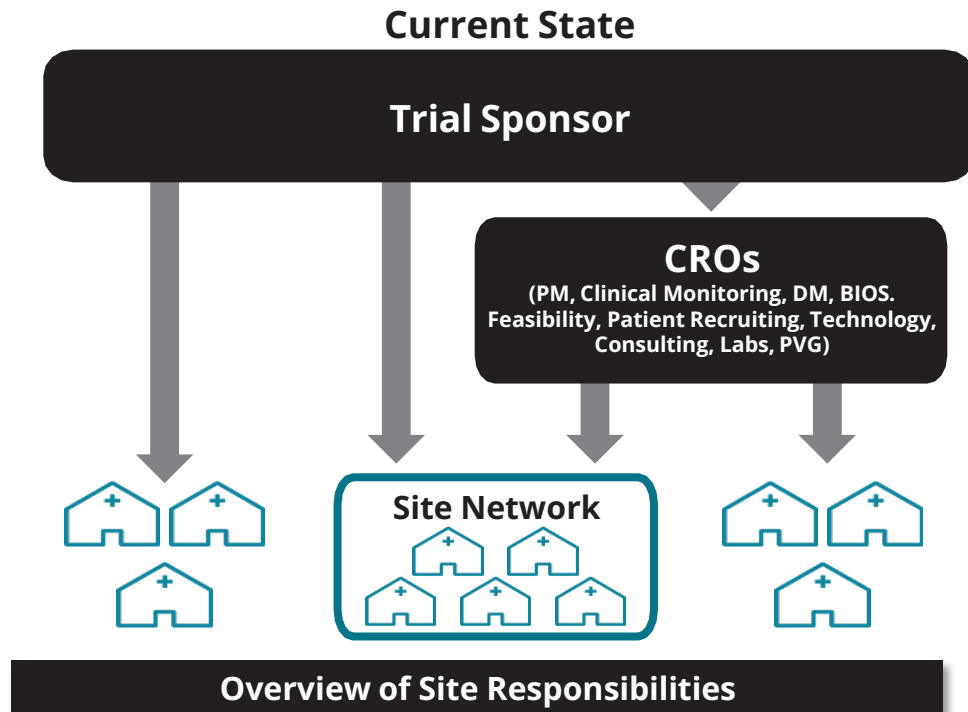 Current State
Trial Sponsor
CROs
(PM, Clinical Monitoring, DM, BIOS.
Feasibility, Patient Recruiting, Technology,
Consulting, Labs, PVG)
Site Network
Overview of Site Responsibilities